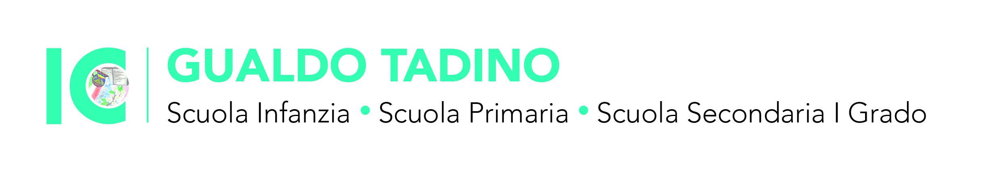 IC
GUALDO TADINO
Scuola Infanzia • Scuola Primaria • Scuola Secondaria I Grado